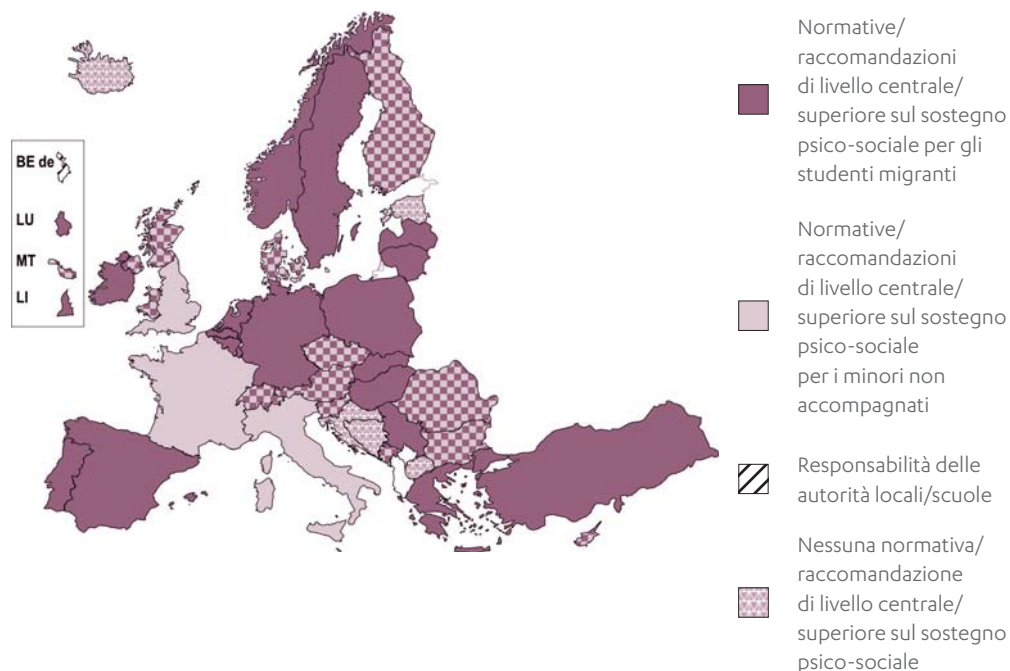 BE de
LU
MT
LI
Normative/
raccomandazioni
di livello centrale/
superiore sul sostegno
psico-sociale per gli
studenti migranti
Normative/
raccomandazioni
di livello centrale/
superiore sul sostegno
psico-sociale
per i minori non
accompagnati
Responsabilità delle
autorità locali/scuole
Nessuna normativa/
raccomandazione
di livello centrale/
superiore sul sostegno
psico-sociale